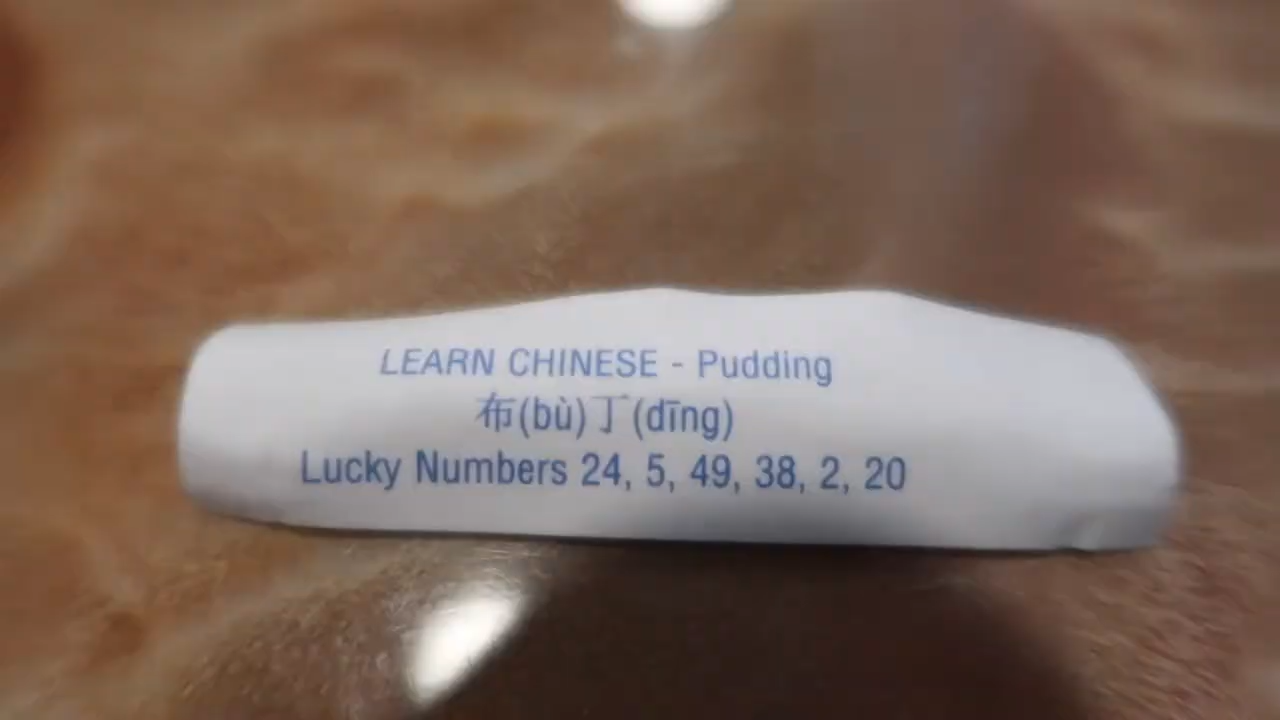 LEARN CHINESE - Pudding
布(bù)丁(dīng)
Lucky Numbers 24, 5, 49, 38, 2, 20